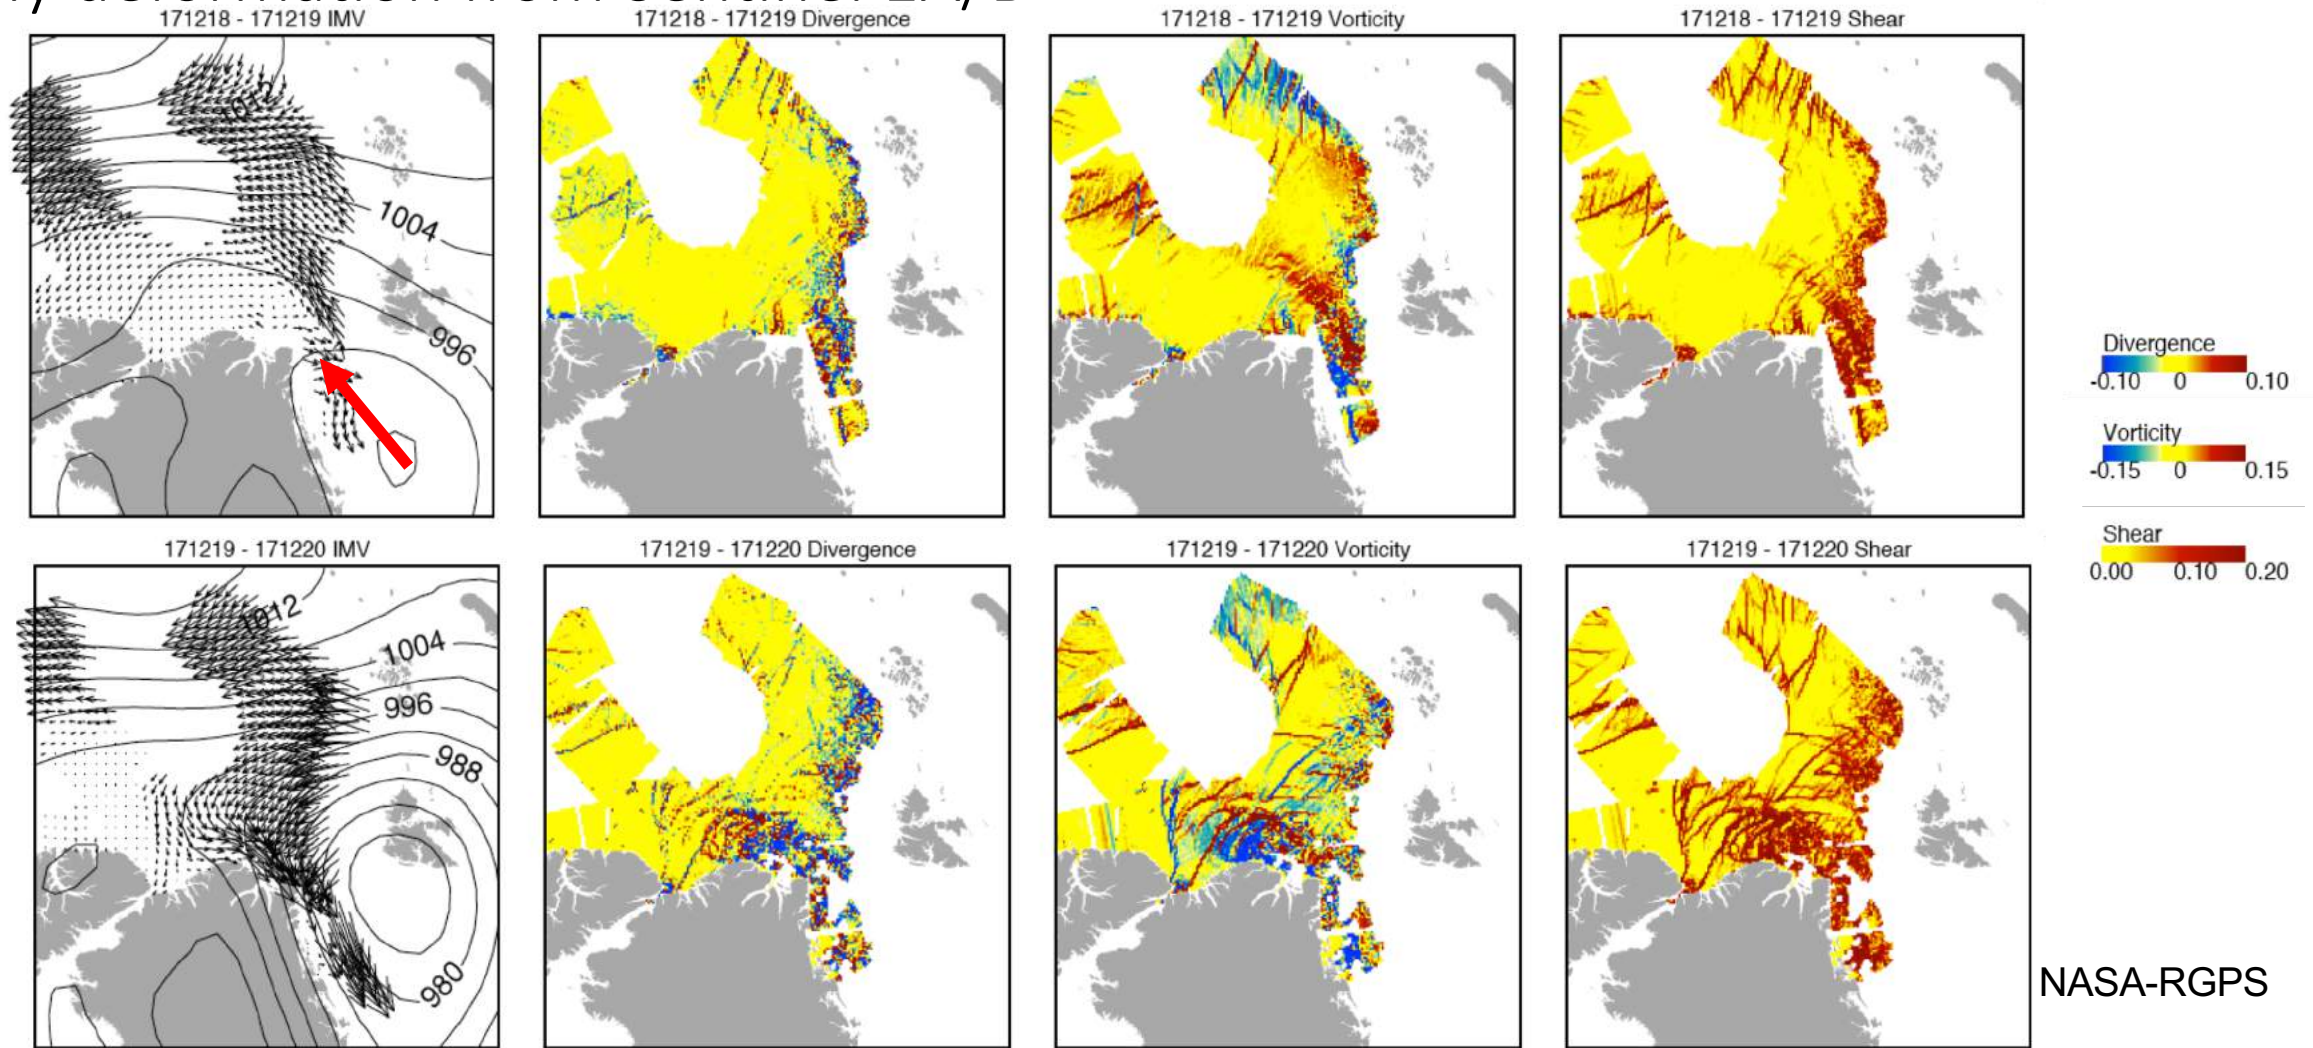 171218 - 171219 IMV
171218 - 171219 Divergence
171218 - 171219 Vorticity
171218 - 171219 Shear
1012
1004
996
Divergence
-0.10 0 0.10
Vorticity
-0.15 0 0.15
Shear
0.00 0.10 0.20
171219 - 171220 IMV
171219 - 171220 Divergence
171219 - 171220 Vorticity
171219 - 171220 Shear
1012
1004
996
988
980
NASA-RGPS